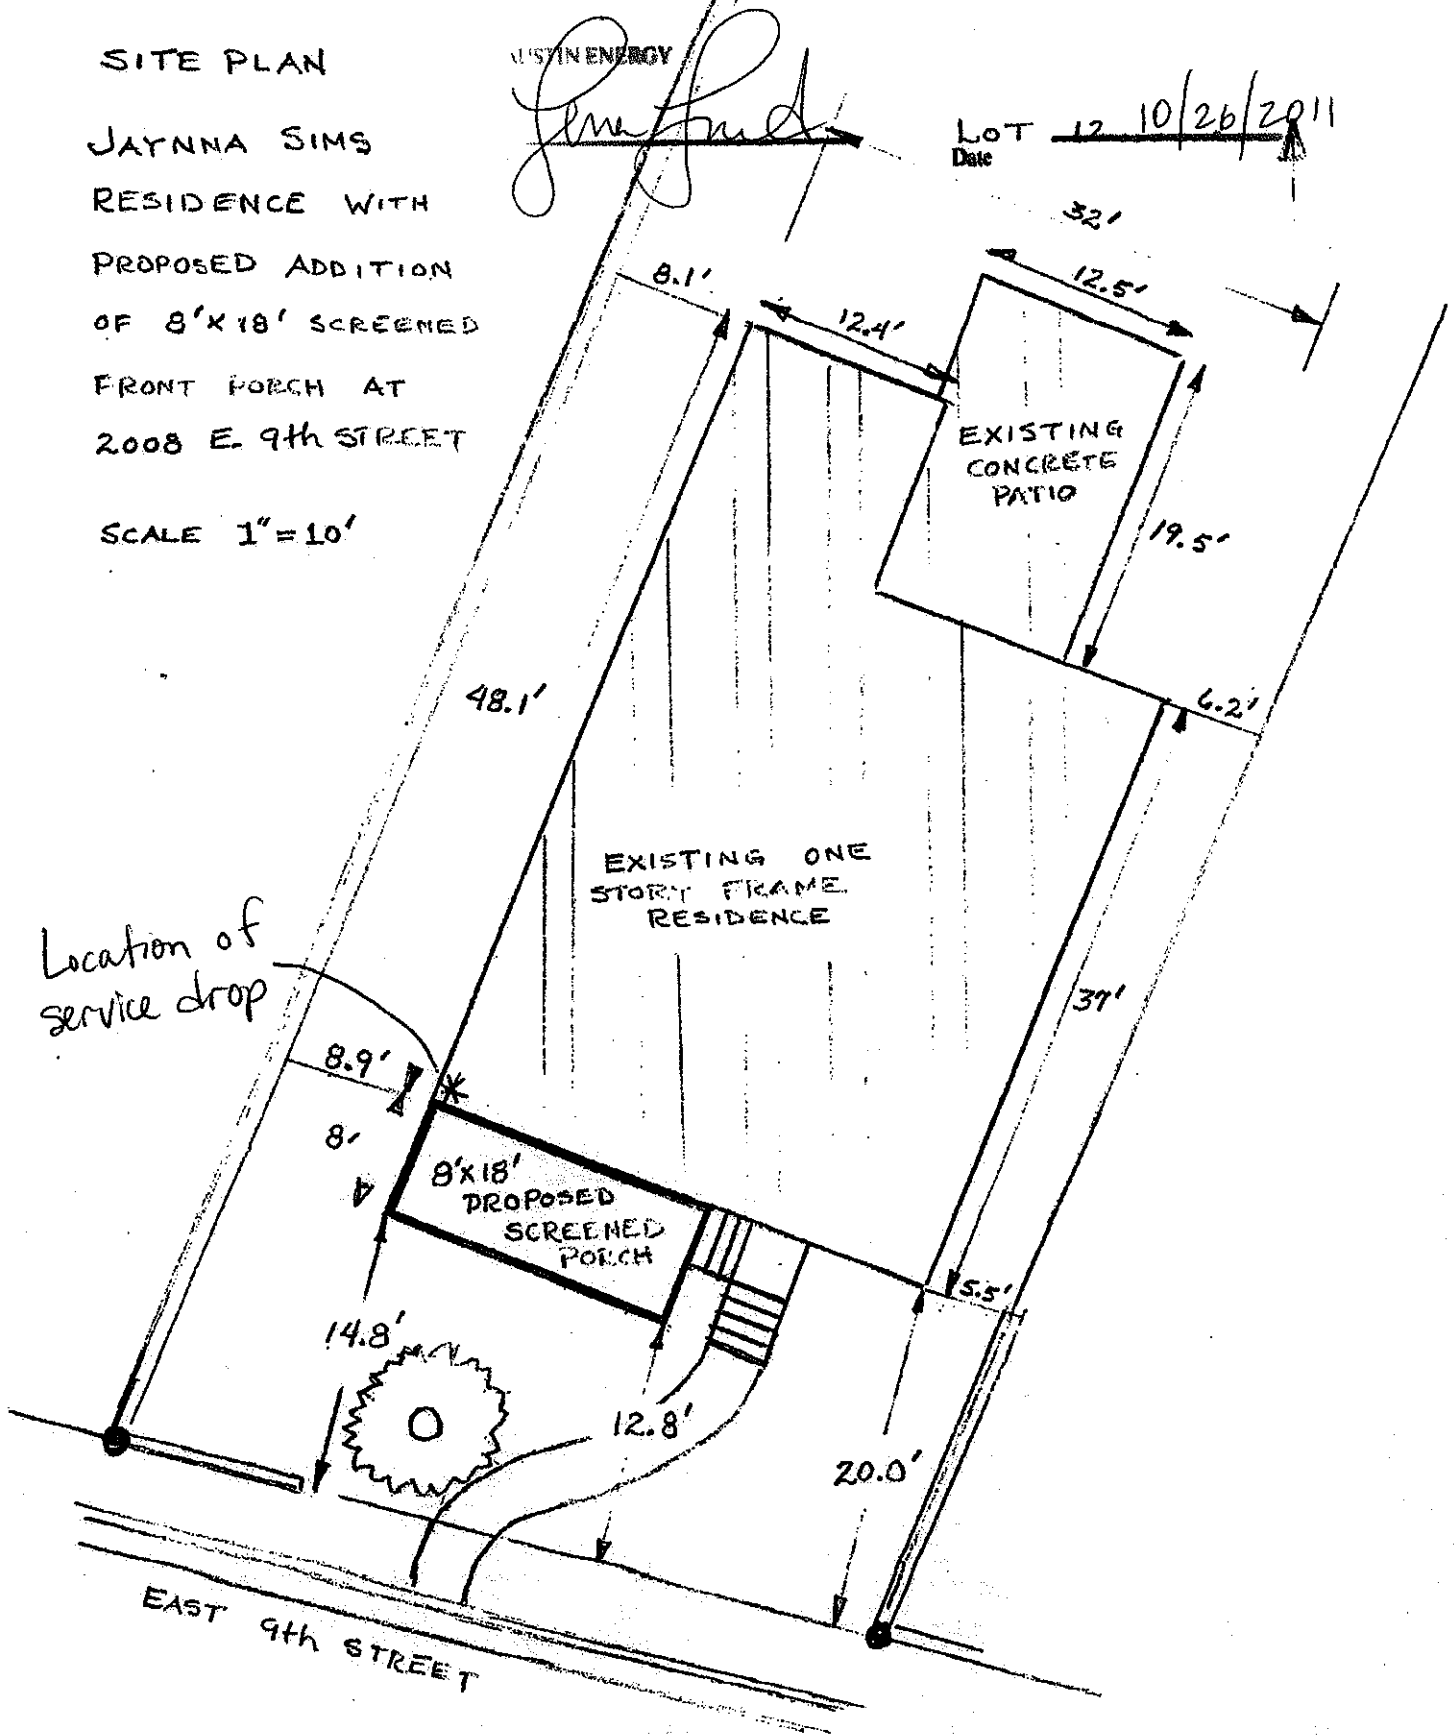 SITE PLAN
JAYNNA SIMS
RESIDENCE WITH
PROPOSED ADDITION
OF 8'X18' SCREENED
FRONT PORCH AT
2008 E. 9th STREET
SCALE 1"=10'
AUSTIN ENERGY
LOT 12 10/26/2011
Date
32'
8.1'
12.4'
12.5'
EXISTING
CONCRETE
PATIO
19.5'
48.1'
6.2'
EXISTING ONE
STORY FRAME
RESIDENCE
Location of
service drop
37'
8.9'
8'
8'X18'
PROPOSED
SCREENED
PORCH
5.5'
14.8'
12.8'
20.0'
EAST 9th STREET